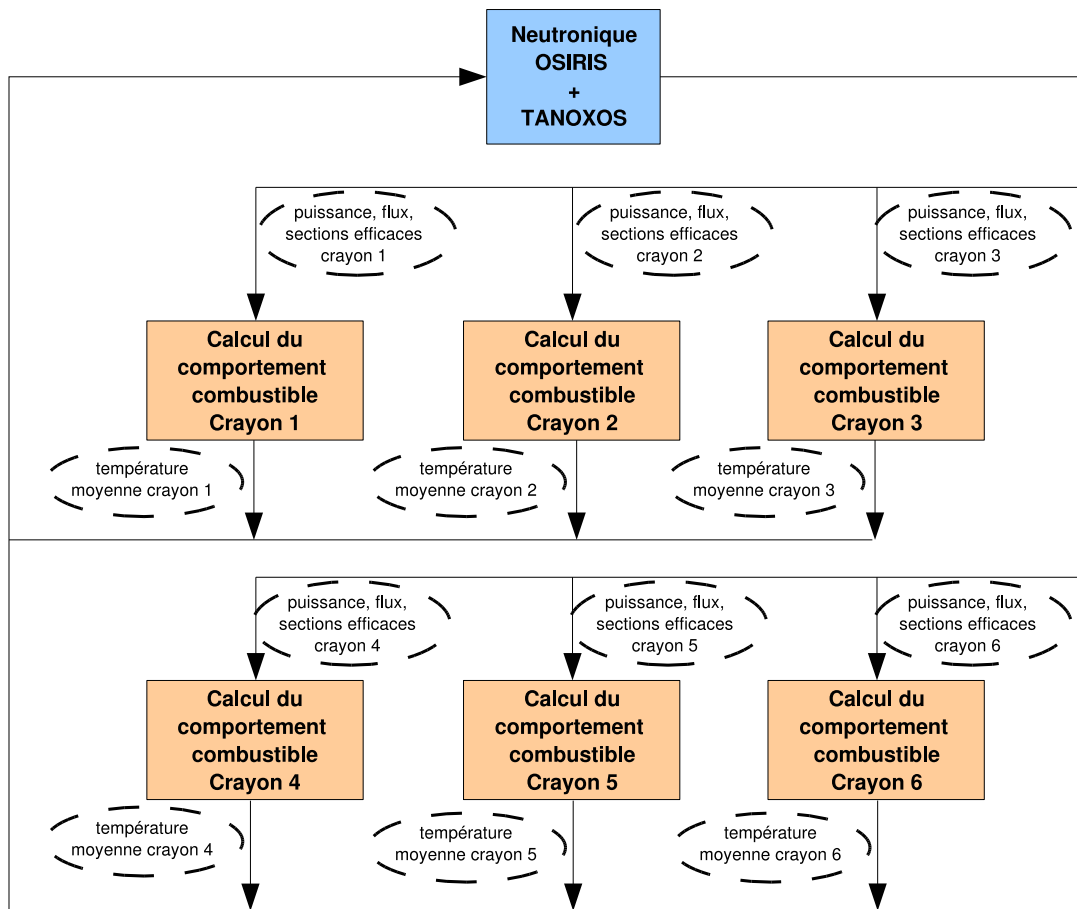 Neutronique
OSIRIS
+
TANOXOS
puissance, flux,
sections efficaces
crayon 1
puissance, flux,
sections efficaces
crayon 2
puissance, flux,
sections efficaces
crayon 3
Calcul du
comportement
combustible
Crayon 1
Calcul du
comportement
combustible
Crayon 2
Calcul du
comportement
combustible
Crayon 3
température
moyenne crayon 1
température
moyenne crayon 2
température
moyenne crayon 3
puissance, flux,
sections efficaces
crayon 4
puissance, flux,
sections efficaces
crayon 5
puissance, flux,
sections efficaces
crayon 6
Calcul du
comportement
combustible
Crayon 4
Calcul du
comportement
combustible
Crayon 5
Calcul du
comportement
combustible
Crayon 6
température
moyenne crayon 4
température
moyenne crayon 5
température
moyenne crayon 6